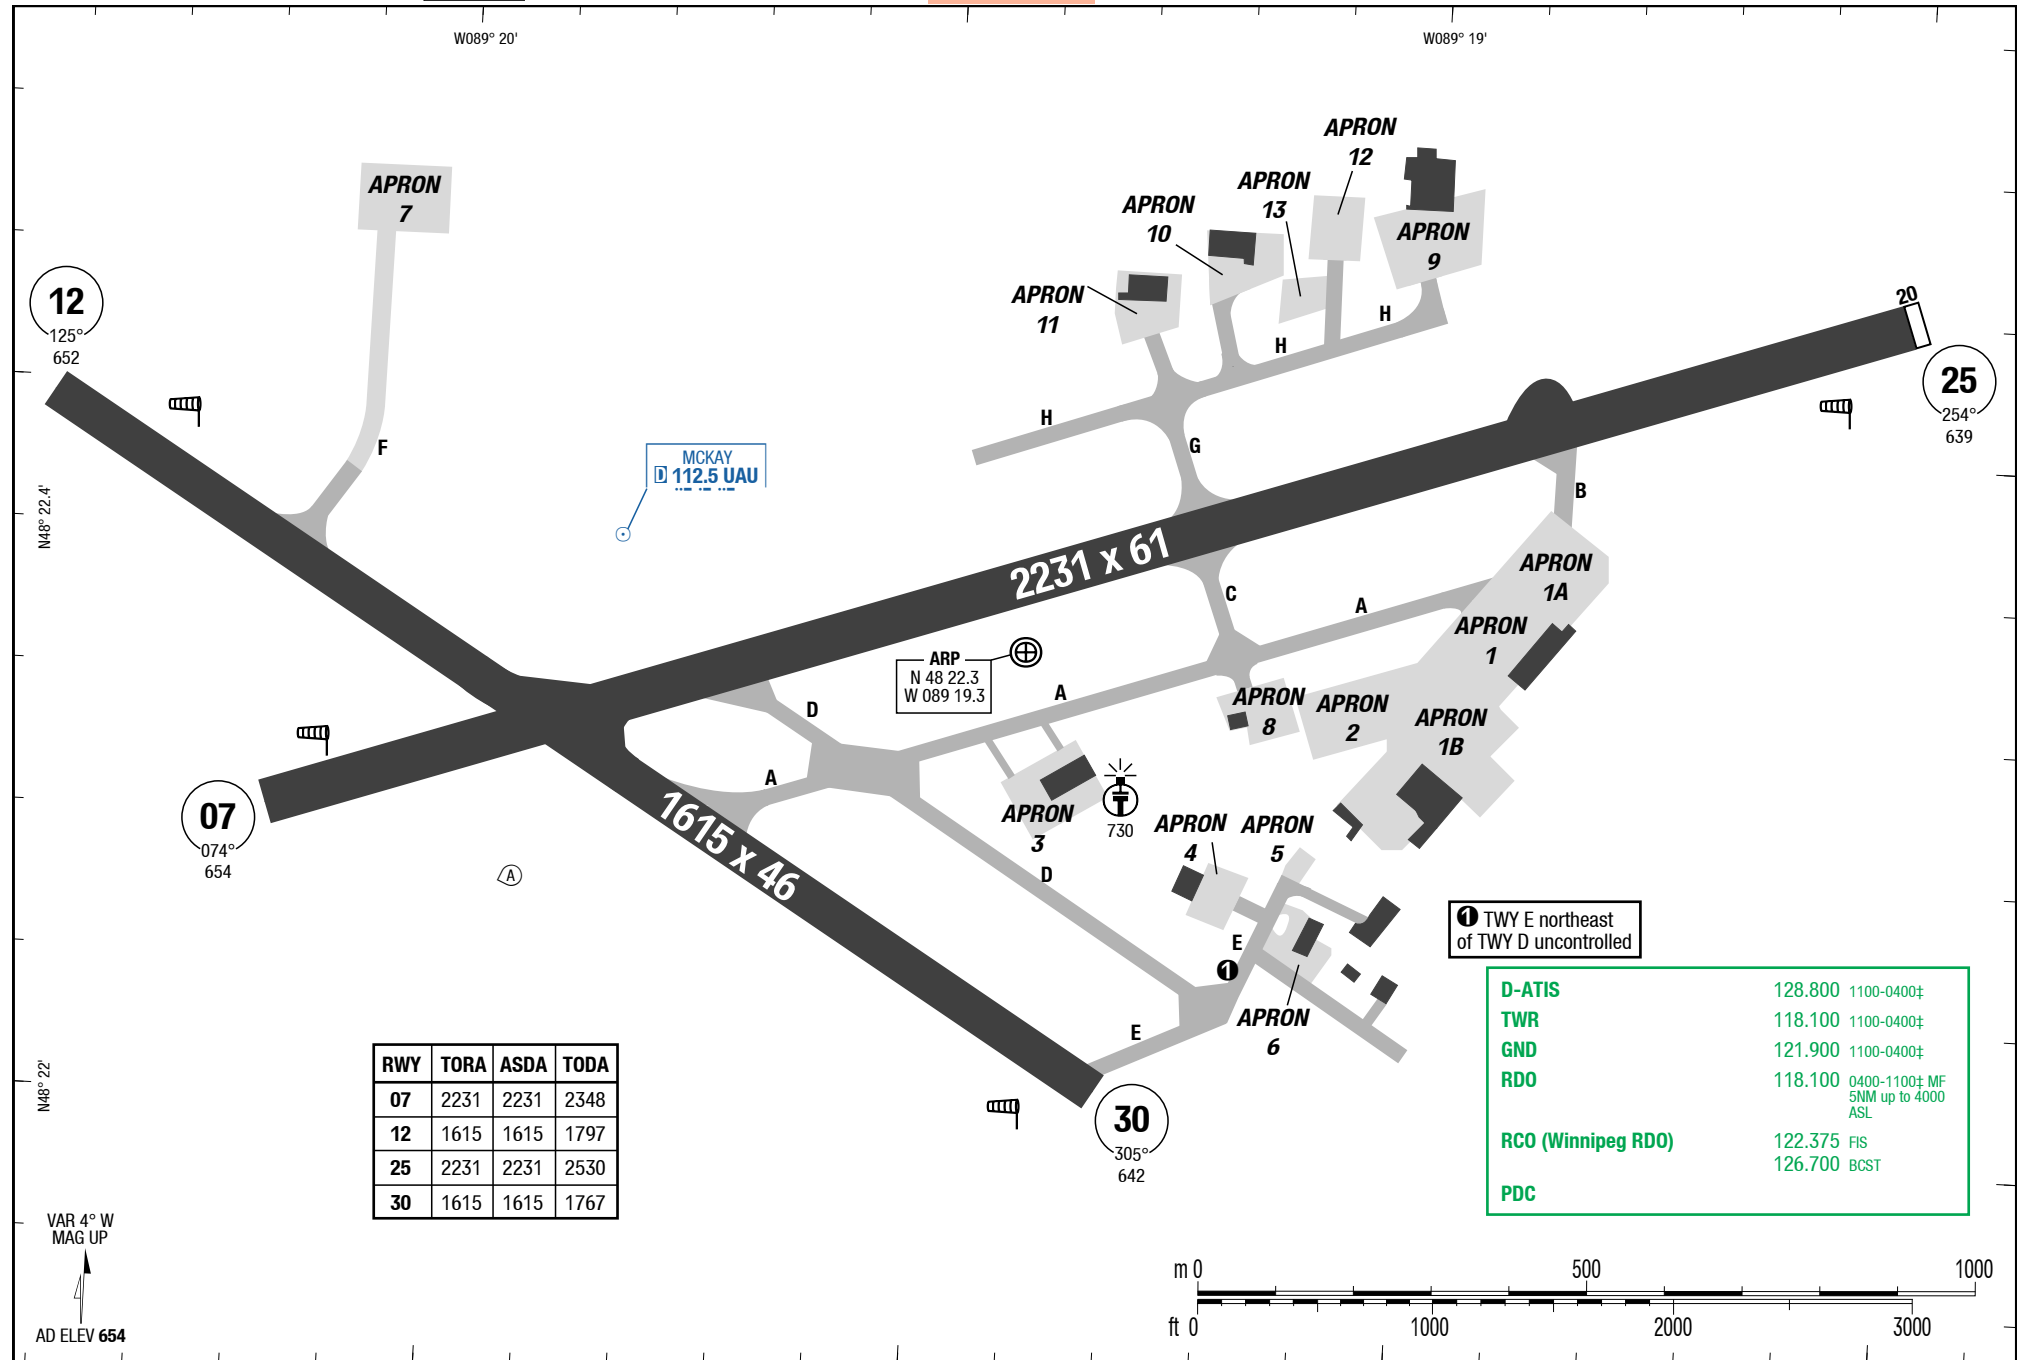 W089° 20'
W089° 19'
APRON
12
APRON
7
APRON
13
APRON
10
APRON
9
12
125°
652
APRON
11
20
H
H
25
254°
639
H
F
G
MCKAY
D 112.5 UAU
B
N48° 22.4'
2231 x 61
APRON
1A
C
A
APRON
1
ARP
N 48 22.3
W 089 19.3
A
D
APRON
8
APRON
2
APRON
1B
A
07
074°
654
1615 x 46
APRON
3
730
APRON
4
APRON
5
A
D
E
1
1 TWY E northeast
of TWY D uncontrolled
E
APRON
6
D-ATIS 128.800 1100-0400‡
TWR 118.100 1100-0400‡
GND 121.900 1100-0400‡
RDO 118.100 0400-1100‡ MF
5NM up to 4000
ASL
RCO (Winnipeg RDO) 122.375 FIS
126.700 BCST
PDC
N48° 22'
RWY TORA ASDA TODA
07 2231 2231 2348
12 1615 1615 1797
25 2231 2231 2530
30 1615 1615 1767
30
305°
642
VAR 4° W
MAG UP
AD ELEV 654
m 0 500 1000
ft 0 1000 2000 3000